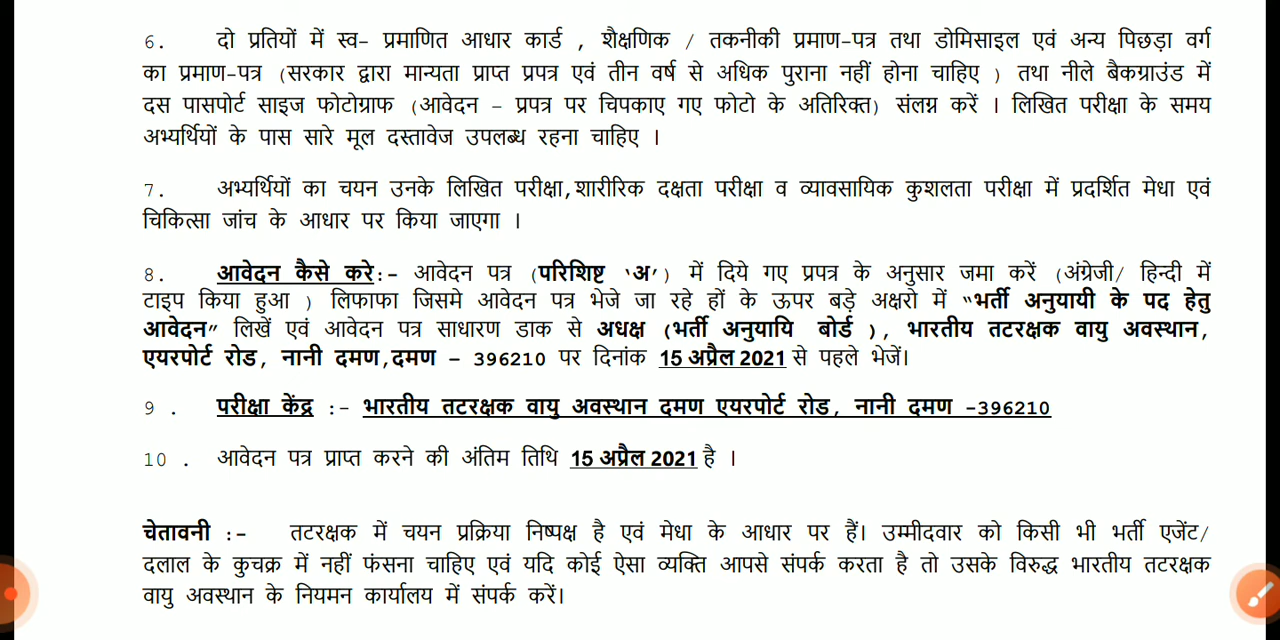 6. दो प्रतियों में स्व- प्रमाणित आधार कार्ड , शैक्षणिक / तकनीकी प्रमाण-पत्र तथा डोमिसाइल एवं अन्य पिछड़ा वर्ग
का प्रमाण-पत्र (सरकार द्वारा मान्यता प्राप्त प्रपत्र एवं तीन वर्ष से अधिक पुराना नहीं होना चाहिए ) तथा नीले बैकग्राउंड में
दस पासपोर्ट साइज फोटोग्राफ (आवेदन – प्रपत्र पर चिपकाए गए फोटो के अतिरिक्त) संलग्न करें । लिखित परीक्षा के समय
अभ्यर्थियों के पास सारे मूल दस्तावेज उपलब्ध रहना चाहिए ।
7. अभ्यर्थियों का चयन उनके लिखित परीक्षा,शारीरिक दक्षता परीक्षा व व्यावसायिक कुशलता परीक्षा में प्रदर्शित मेधा एवं
चिकित्सा जांच के आधार पर किया जाएगा ।
8. आवेदन कैसे करे:- आवेदन पत्र (परिशिष्ट ‘अ’) में दिये गए प्रपत्र के अनुसार जमा करें (अंग्रेजी/ हिन्दी में
टाइप किया हुआ ) लिफाफा जिसमे आवेदन पत्र भेजे जा रहे हों के ऊपर बड़े अक्षरो में “भर्ती अनुयायी के पद हेतु
आवेदन” लिखें एवं आवेदन पत्र साधारण डाक से अधक्ष (भर्ती अनुयायि बोर्ड ), भारतीय तटरक्षक वायु अवस्थान,
एयरपोर्ट रोड, नानी दमण,दमण – 396210 पर दिनांक 15 अप्रैल 2021 से पहले भेजें।
9 . परीक्षा केंद्र :- भारतीय तटरक्षक वायु अवस्थान दमण एयरपोर्ट रोड, नानी दमण -396210
10 . आवेदन पत्र प्राप्त करने की अंतिम तिथि 15 अप्रैल 2021 है ।
चेतावनी :- तटरक्षक में चयन प्रक्रिया निष्पक्ष है एवं मेधा के आधार पर हैं। उम्मीदवार को किसी भी भर्ती एजेंट/
दलाल के कुचक्र में नहीं फंसना चाहिए एवं यदि कोई ऐसा व्यक्ति आपसे संपर्क करता है तो उसके विरुद्ध भारतीय तटरक्षक
वायु अवस्थान के नियमन कार्यालय में संपर्क करें।